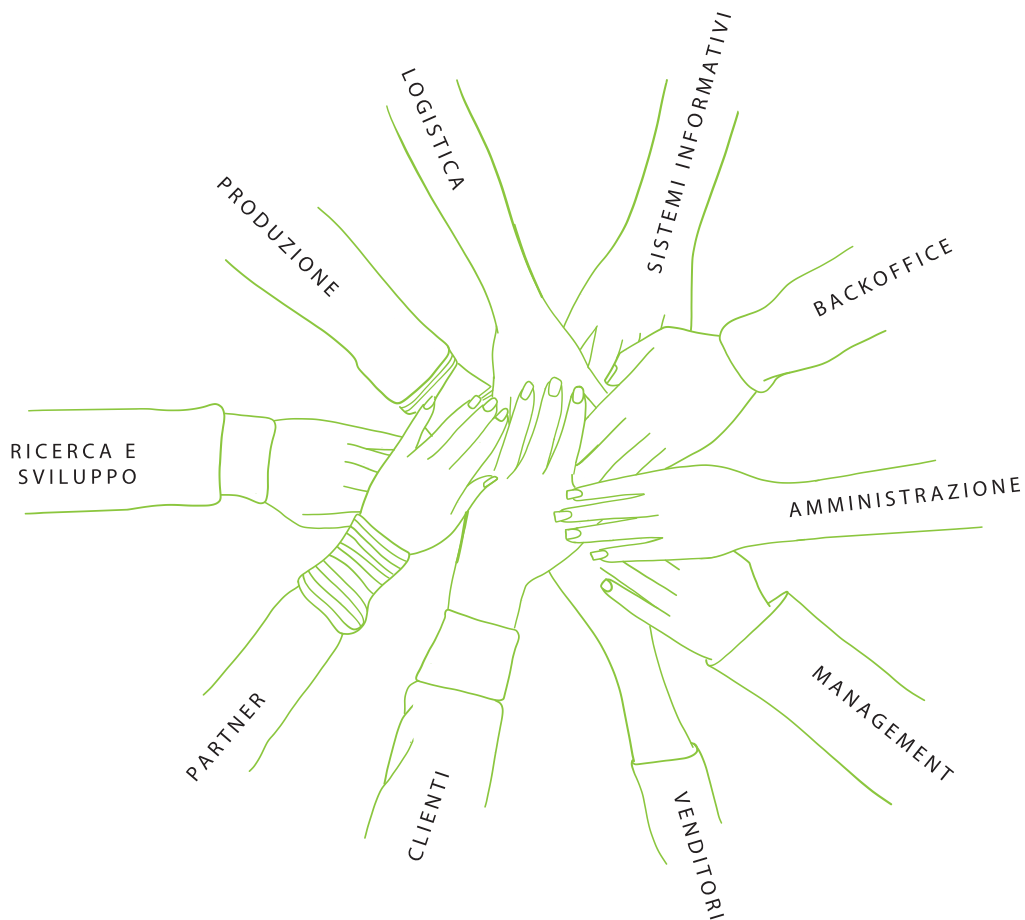 LOGISTICA
SISTEMI INFORMATIVI
PRODUZIONE
BACKOFFICE
RICERCA E
SVILUPPO
AMMINISTRAZIONE
PARTNER
MANAGEMENT
CLIENTI
VENDITORI